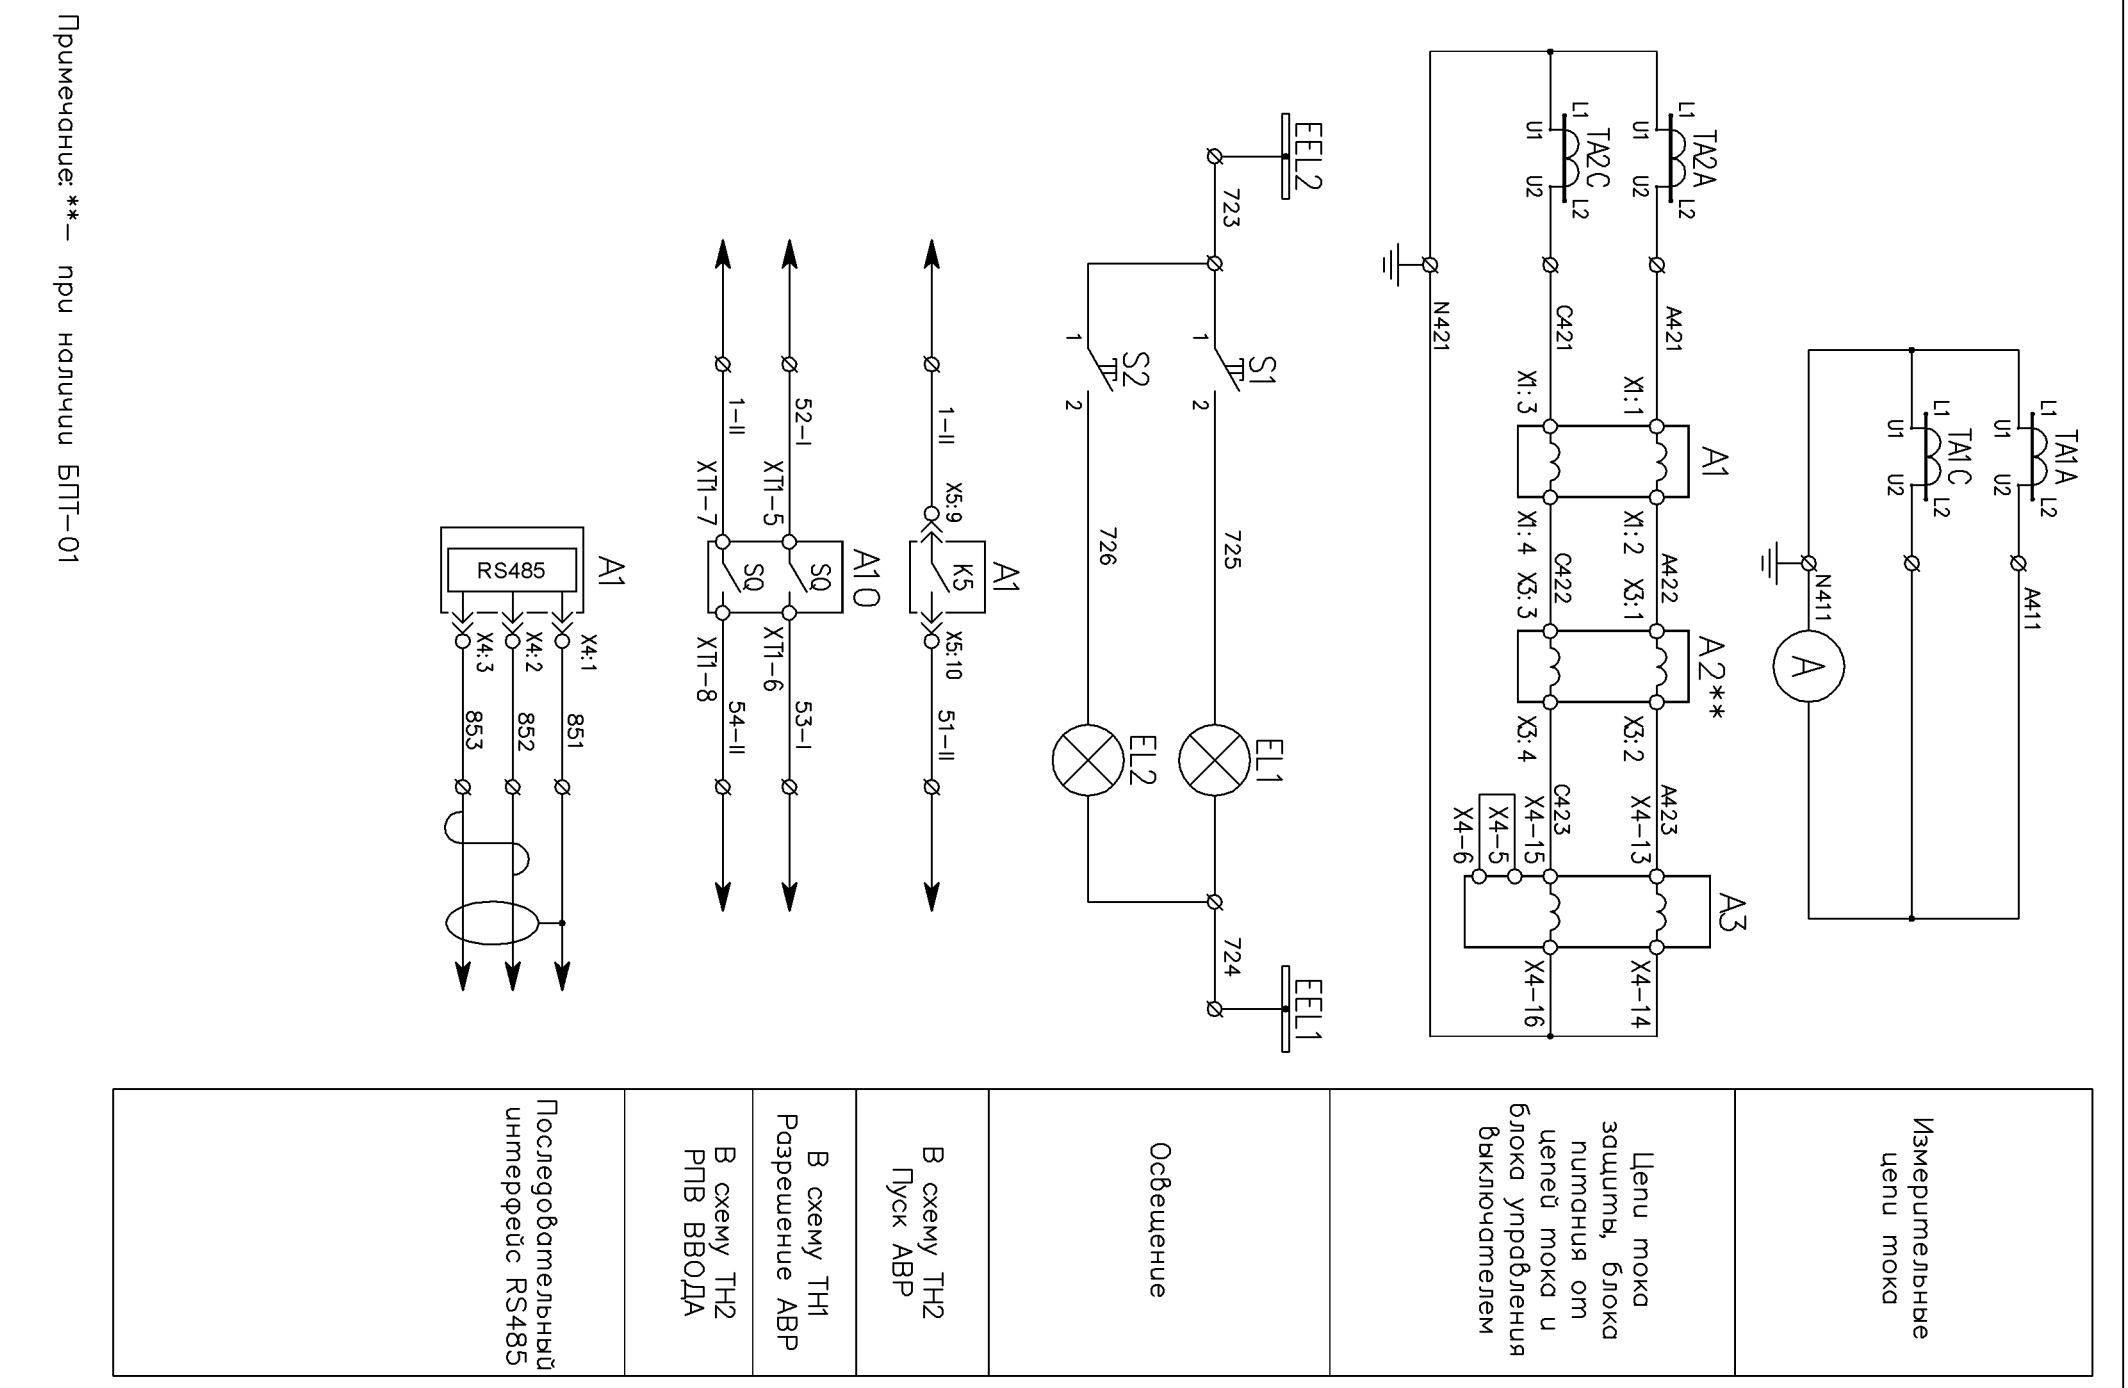 TA1A
L1
L2
U1
U2
TA1C
L1
L2
U1
U2
A411
N411
A
Измерительные
цепи тока
TA2A
L1
L2
U1
U2
TA2C
L1
L2
U1
U2
A421
C421
N421
X1:1
X1:3
A1
X1:2
X1:4
A422
C422
X3:1
X3:3
A2**
X3:2
X3:4
A423
C423
X4-13
X4-15
X4-5
X4-6
A3
X4-14
X4-16
Цепи тока
защиты, блока
питания от
цепей тока и
блока управления
выключателем
EEL2
723
S1
1
2
725
EL1
S2
1
2
726
EL2
724
EEL1
Освещение
1-II
X5:9
A1
K5
X5:10
51-II
В схему ТН2
Пуск АВР
52-I
XT1-5
A10
SQ
XT1-6
53-I
В схему ТН1
Разрешение АВР
1-II
XT1-7
SQ
XT1-8
54-II
В схему ТН2
РПВ ВВОДА
A1
RS485
X4:1
X4:2
X4:3
851
852
853
Последовательный
интерфейс RS485
Примечание: **- при наличии БПТ-01